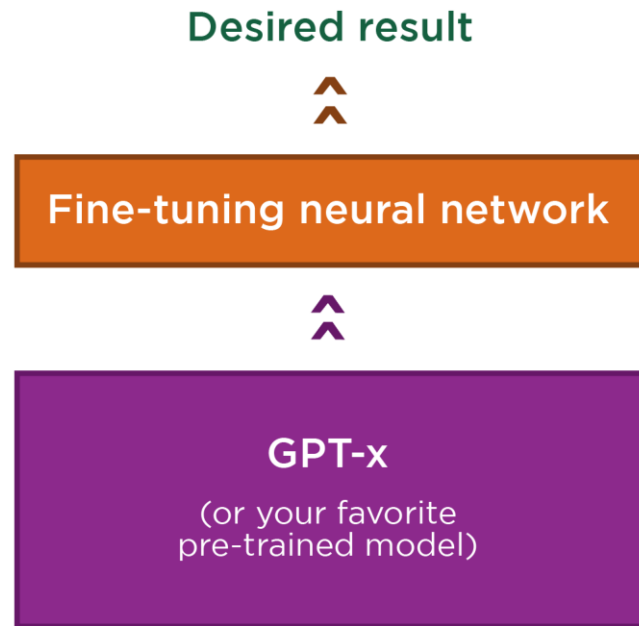 Desired result
Fine-tuning neural network
GPT-x
(or your favorite
pre-trained model)